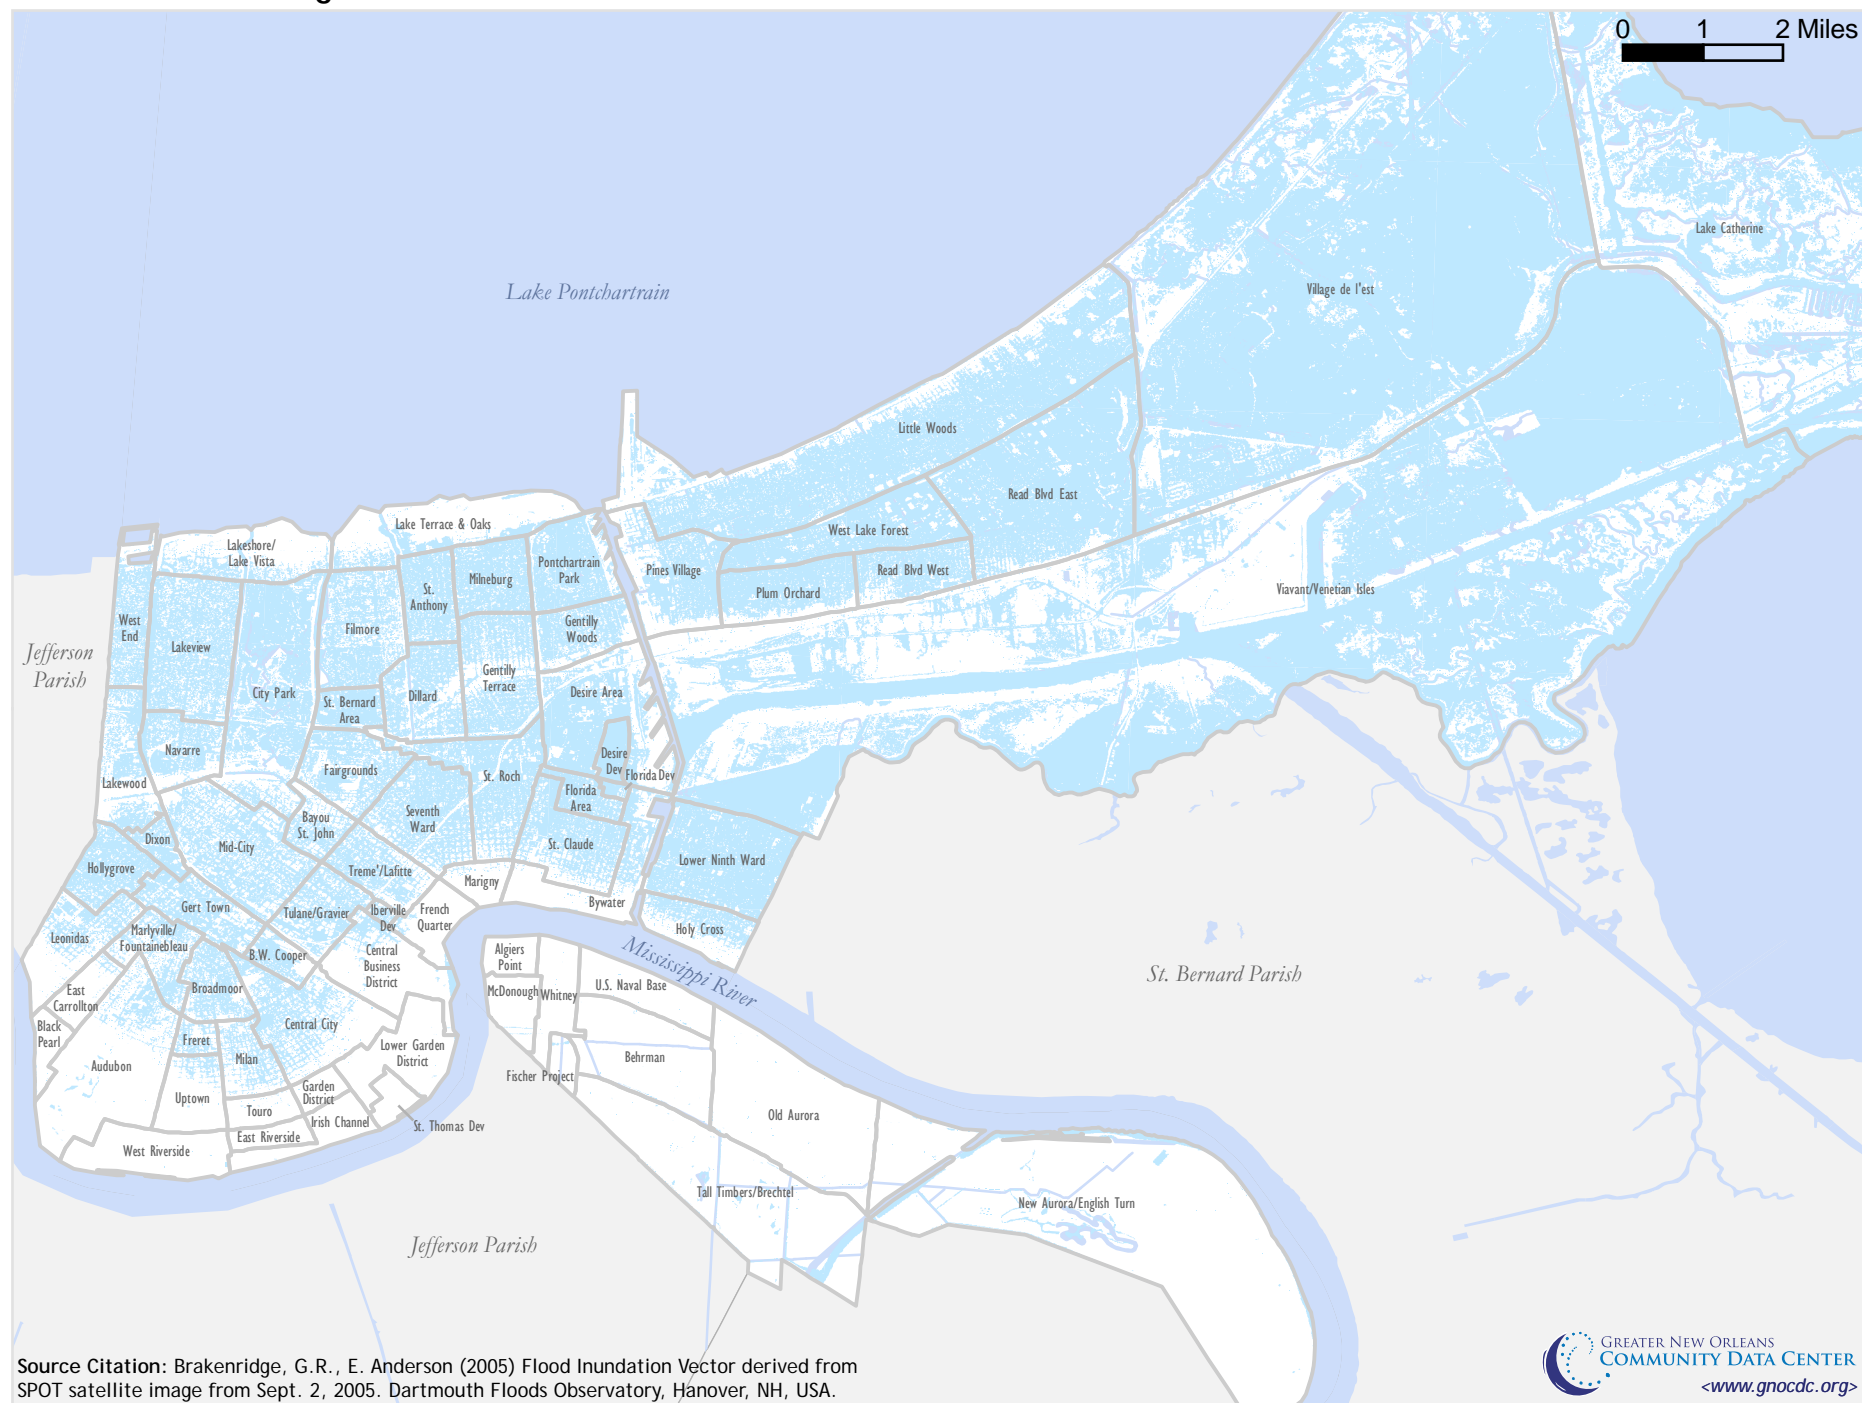 0 1 2 Miles
Lake Catherine
Village de l'est
Lake Pontchartrain
Little Woods
Read Blvd East
Lake Terrace & Oaks
West Lake Forest
Lakeshore/
Lake Vista
Pontchartrain
Park
Pines Village
Read Blvd West
Milneburg
St.
Anthony
Plum Orchard
Viavant/Venetian Isles
West
End
Filmore
Gentilly
Woods
Lakeview
Jefferson
Parish
Gentilly
Terrace
City Park
Dillard
Desire Area
St. Bernard
Area
Navarre
Desire
Dev
Florida Dev
Fairgrounds
St. Roch
Lakewood
Florida
Area
Seventh
Ward
Bayou
St. John
Dixon
Mid-City
St. Claude
Lower Ninth Ward
Hollygrove
Treme'/Lafitte
Marigny
Bywater
Gert Town
Tulane/Gravier
Iberville
Dev
French
Quarter
Holy Cross
Leonidas
Marlyville/
Fountainebleau
B.W. Cooper
Central
Business
District
Algiers
Point
Mississippi River
St. Bernard Parish
East
Carrollton
Broadmoor
McDonough
Whitney
U.S. Naval Base
Black
Pearl
Freret
Central City
Lower Garden
District
Milan
Behrman
Audubon
Fischer Project
Garden
District
Uptown
Touro
Irish Channel
St. Thomas Dev
Old Aurora
East Riverside
West Riverside
Tall Timbers/Brechtel
New Aurora/English Turn
Jefferson Parish
Source Citation: Brakenridge, G.R., E. Anderson (2005) Flood Inundation Vector derived from
SPOT satellite image from Sept. 2, 2005. Dartmouth Floods Observatory, Hanover, NH, USA.
GREATER NEW ORLEANS
COMMUNITY DATA CENTER
<www.gnocdc.org>